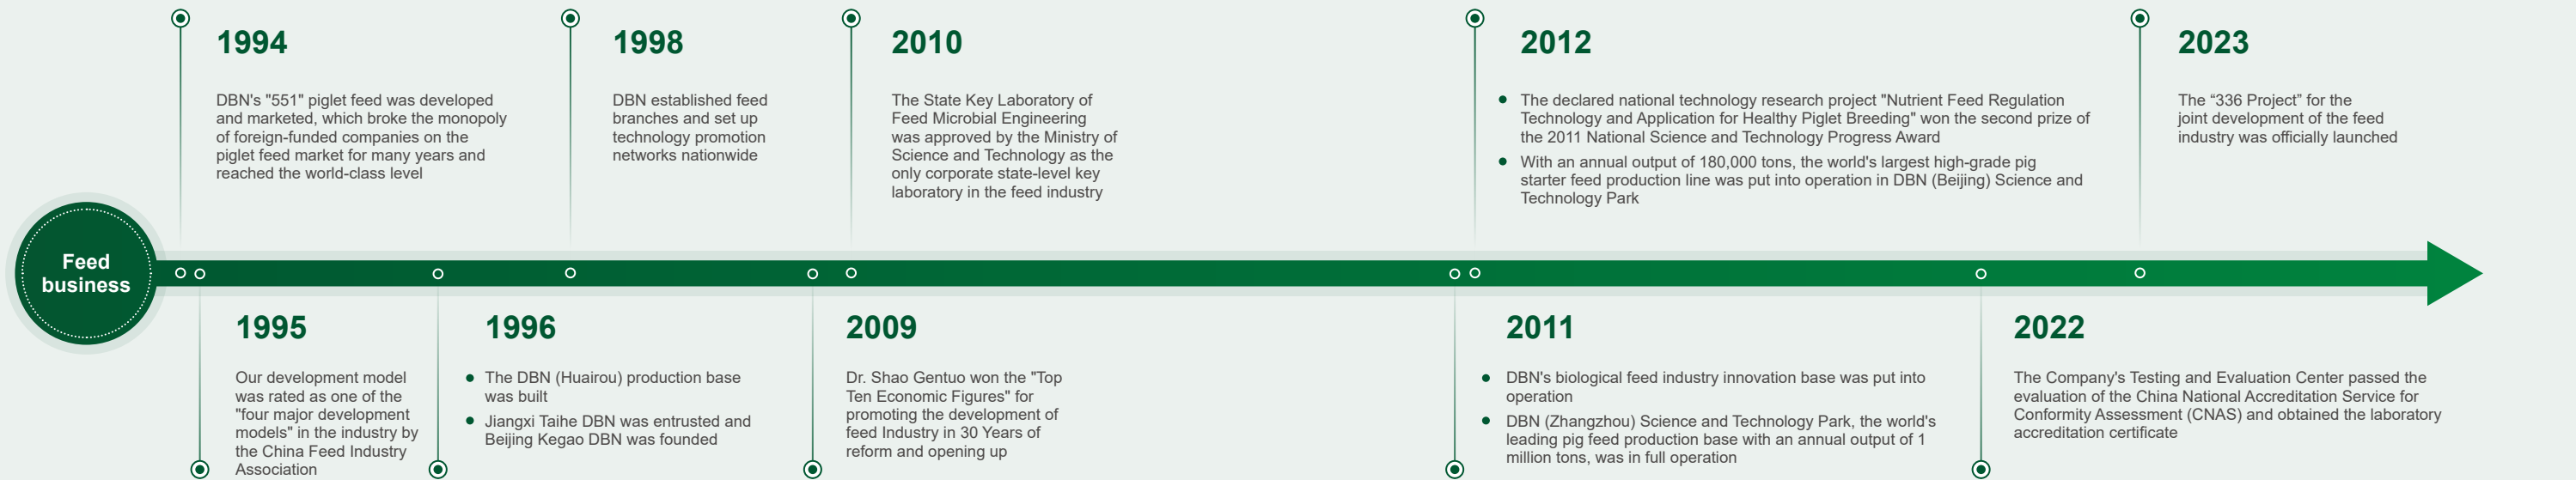 1994
DBN's "551" piglet feed was developed
and marketed, which broke the monopoly
of foreign-funded companies on the
piglet feed market for many years and
reached the world-class level
1998
DBN established feed
branches and set up
technology promotion
networks nationwide
2010
The State Key Laboratory of
Feed Microbial Engineering
was approved by the Ministry of
Science and Technology as the
only corporate state-level key
laboratory in the feed industry
2012
The declared national technology research project "Nutrient Feed Regulation
Technology and Application for Healthy Piglet Breeding" won the second prize of
the 2011 National Science and Technology Progress Award
With an annual output of 180,000 tons, the world's largest high-grade pig
starter feed production line was put into operation in DBN (Beijing) Science and
Technology Park
2023
The “336 Project” for the
joint development of the feed
industry was officially launched
Feed
business
1995
Our development model
was rated as one of the
"four major development
models" in the industry by
the China Feed Industry
Association
1996
The DBN (Huairou) production base
was built
Jiangxi Taihe DBN was entrusted and
Beijing Kegao DBN was founded
2009
Dr. Shao Gentuo won the "Top
Ten Economic Figures" for
promoting the development of
feed Industry in 30 Years of
reform and opening up
2011
DBN's biological feed industry innovation base was put into
operation
DBN (Zhangzhou) Science and Technology Park, the world's
leading pig feed production base with an annual output of 1
million tons, was in full operation
2022
The Company's Testing and Evaluation Center passed the
evaluation of the China National Accreditation Service for
Conformity Assessment (CNAS) and obtained the laboratory
accreditation certificate